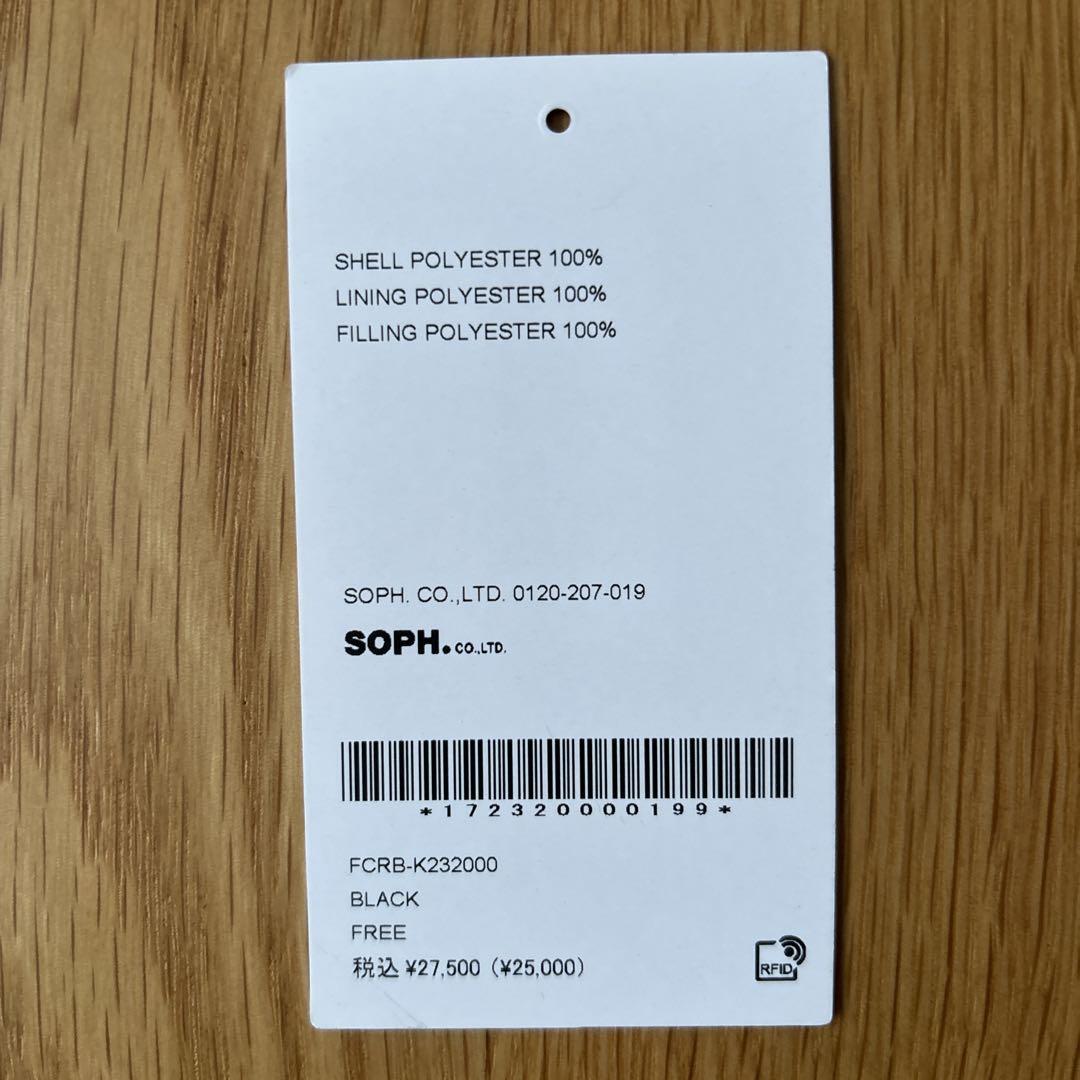 SHELL POLYESTER 100%
LINING POLYESTER 100%
FILLING POLYESTER 100%
SOPH. CO.,LTD. 0120-207-019
SOPH. CO.,LTD.
*172320000199*
FCRB-K232000
BLACK
FREE
税込 ¥27,500 (¥25,000)
RFID